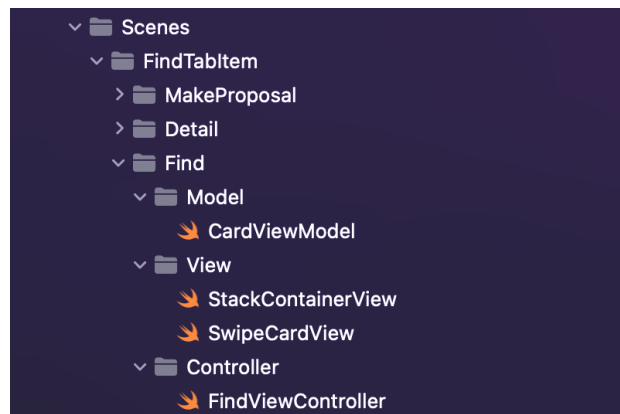 Scenes
FindTabItem
MakeProposal
Detail
Find
Model
CardViewModel
View
StackContainerView
SwipeCardView
Controller
FindViewController